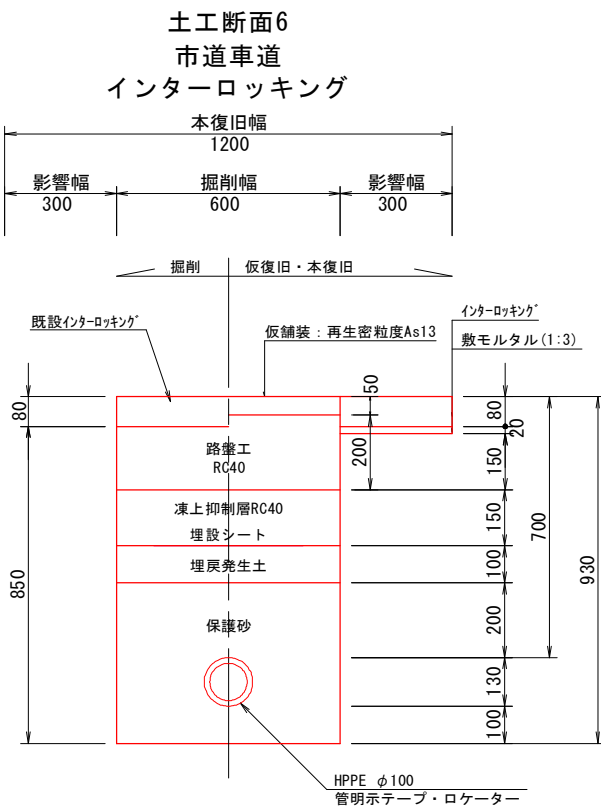 土工断面6
市道車道
インターロッキング
本復旧幅
1200
影響幅
掘削幅
影響幅
300
600
300
掘削
仮復旧・本復旧
既設ｲﾝﾀｰﾛｯｷﾝｸﾞ
仮舗装：再生密粒度As13
ｲﾝﾀｰﾛｯｷﾝｸﾞ
敷モルタル(1:3)
80
50
80
20
路盤工
RC40
200
150
凍上抑制層RC40
埋設シート
150
700
埋戻発生土
100
930
850
保護砂
200
130
100
HPPE φ100
管明示テープ・ロケーター